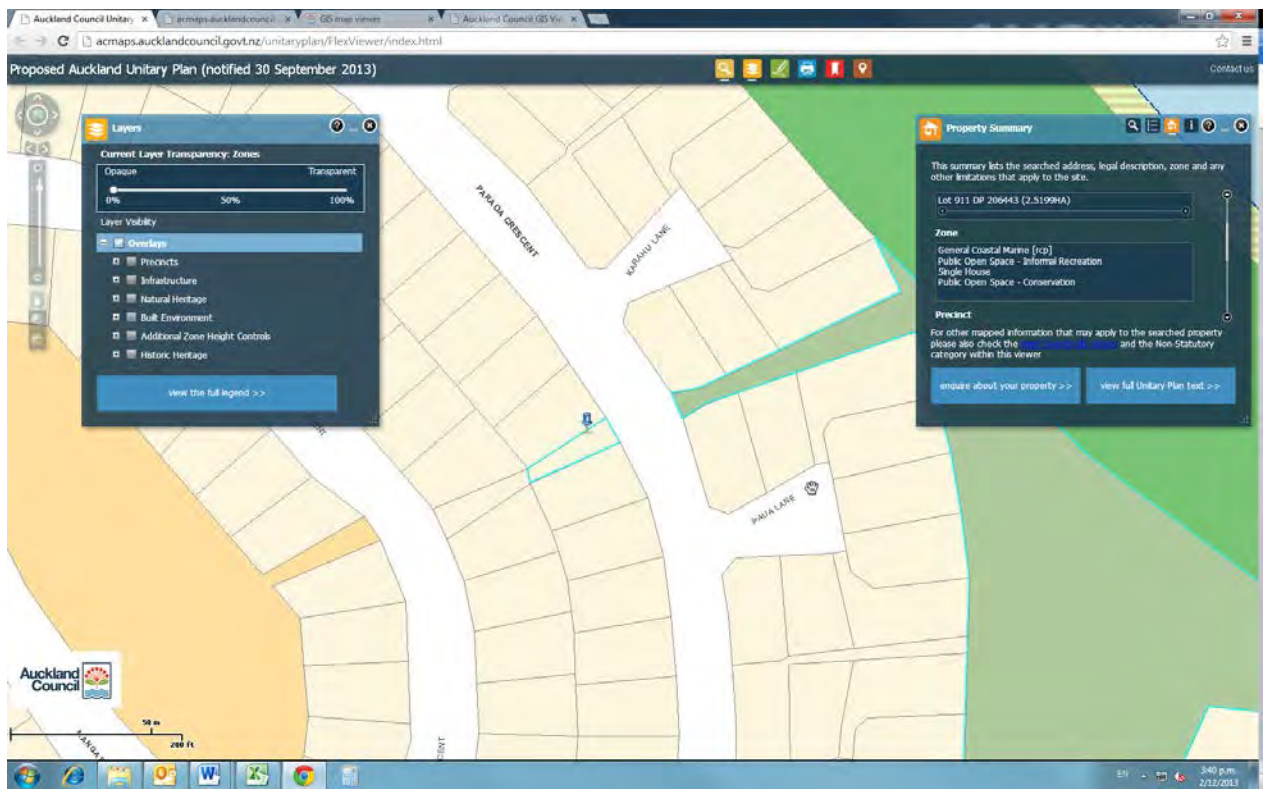 Auckland Council Unitary
acmaps.aucklandcouncil
GIS map viewer
Auckland Council GIS Vie
acmaps.aucklandcouncil.govt.nz/unitaryplan/FlexViewer/index.html
Proposed Auckland Unitary Plan (notified 30 September 2013)
Contact us
Layers
Current Layer Transparency: Zones
Opaque Transparent
0% 50% 100%
Layer Visibility
Overlays
Precincts
Infrastructure
Natural Heritage
Built Environment
Additional Zone Height Controls
Historic Heritage
view the full legend >>
Property Summary
This summary lists the searched address, legal description, zone and any
other limitations that apply to the site.
Lot 911 DP 206443 (2.5199HA)
Zone
General Coastal Marine [rcp]
Public Open Space - Informal Recreation
Single House
Public Open Space - Conservation
Precinct
For other mapped information that may apply to the searched property
please also check the and the Non-Statutory
category within this viewer
enquire about your property >>
view full Unitary Plan text >>
PARAOA CRESCENT
KARAHU LANE
PAUA LANE
ENT
CENT
Auckland
Council
50 m
200 ft
EN
3:40 p.m.
2/12/2013